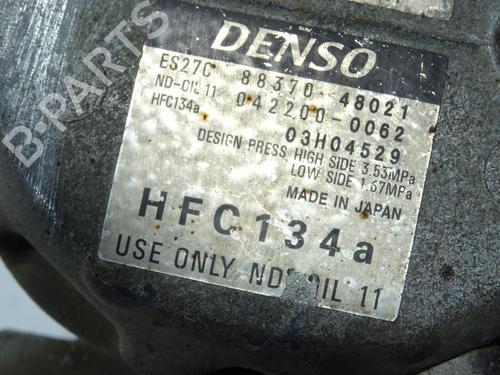 DENSO
ES27C 88370-48021
ND-OIL 11 042200-0062
HFC134a 03H04529
DESIGN PRESS. HIGH SIDE 3.53MPa
LOW SIDE 1.67MPa
MADE IN JAPAN
HFC134a
USE ONLY ND-OIL 11
B-Parts